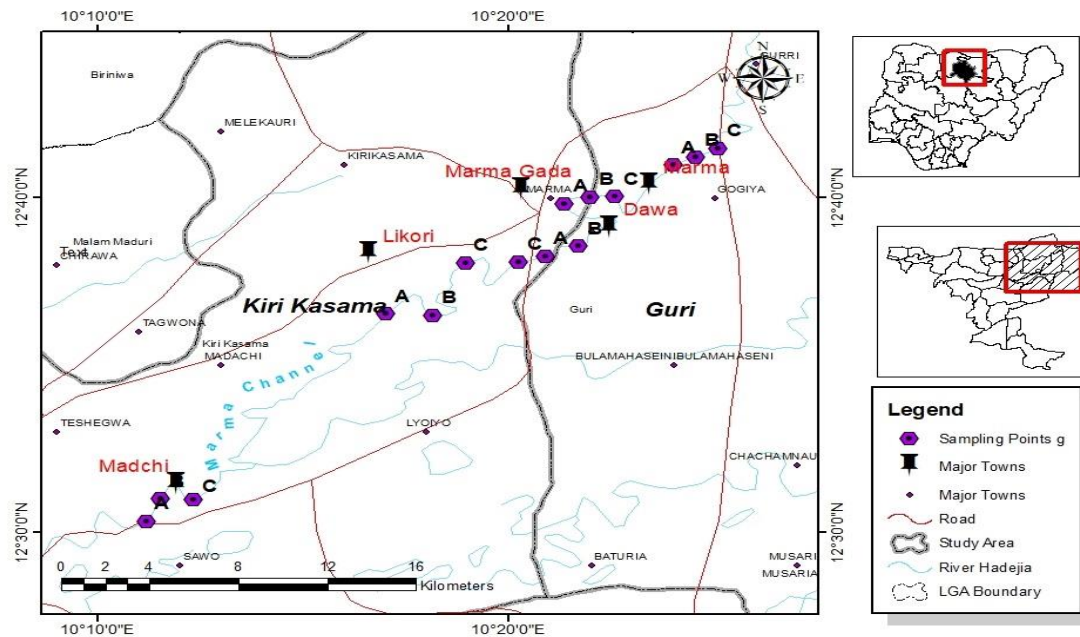 10°10'0"E 10°20'0"E
N
GURRI
W E
S
Biriniwa
MELEKAURI
KIRIKASAMA
A B C
Marma Gada
Marma
12°40'0"N
MARMA
A B C
GOGIYA
12°40'0"N
Dawa
Likori
C C A B
Malam Maduri
Text
CHIRAWA
Kiri Kasama
A B
Guri
Guri
TAGWONA
Kiri Kasama
MADACHI
BULAMAHASEINIBULAMAHASENI
Marma Channel
TESHEGWA
LYOIYO
CHACHAMNAU
Madchi
A C
12°30'0"N
12°30'0"N
SAWO
BATURIA
MUSARI
MUSARIA
0 2 4 8 12 16
Kilometers
10°10'0"E 10°20'0"E
Legend
Sampling Points g
Major Towns
Major Towns
Road
Study Area
River Hadejia
LGA Boundary